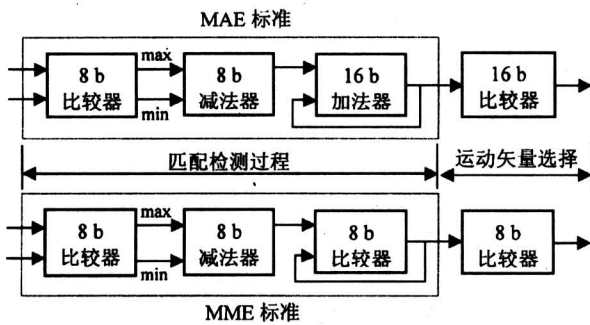 MAE 标准
8 b
比较器
max
min
8 b
减法器
16 b
加法器
16 b
比较器
匹配检测过程
运动矢量选择
8 b
比较器
max
min
8 b
减法器
8 b
比较器
8 b
比较器
MME 标准